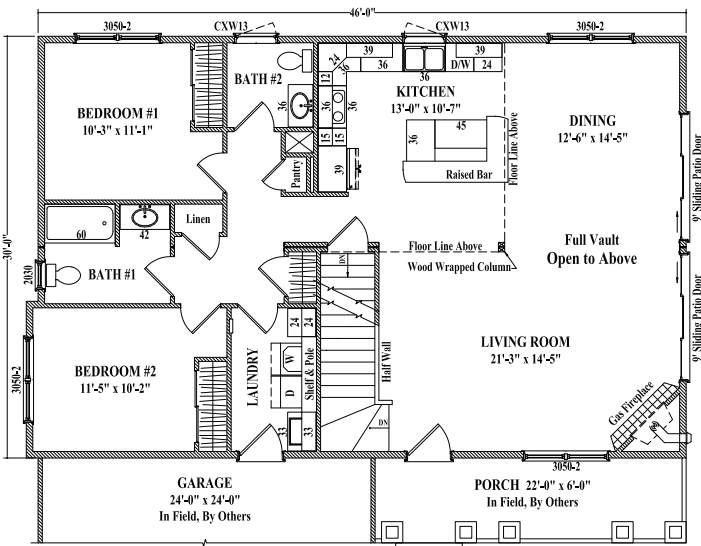 46'-0"
3050-2
CXW13
CXW13
3050-2
39
39
24
36
36
36
D/W
24
12
BATH #2
KITCHEN
13'-0" x 10'-7"
BEDROOM #1
10'-3" x 11'-1"
36
36
36
DINING
12'-6" x 14'-5"
45
36
15
15
Raised Bar
Floor Line Above
9' Sliding Patio Door
39
Pantry
Linen
60
42
30'-0"
Full Vault
Open to Above
Floor Line Above
Wood Wrapped Column
DN
2030
BATH #1
9' Sliding Patio Door
24
24
LIVING ROOM
21'-3" x 14'-5"
BEDROOM #2
11'-5" x 10'-2"
3050-2
LAUNDRY
W
D
Shelf & Pole
Half Wall
Gas Fireplace
33
33
DN
3050-2
GARAGE
24'-0" x 24'-0"
In Field, By Others
PORCH 22'-0" x 6'-0"
In Field, By Others